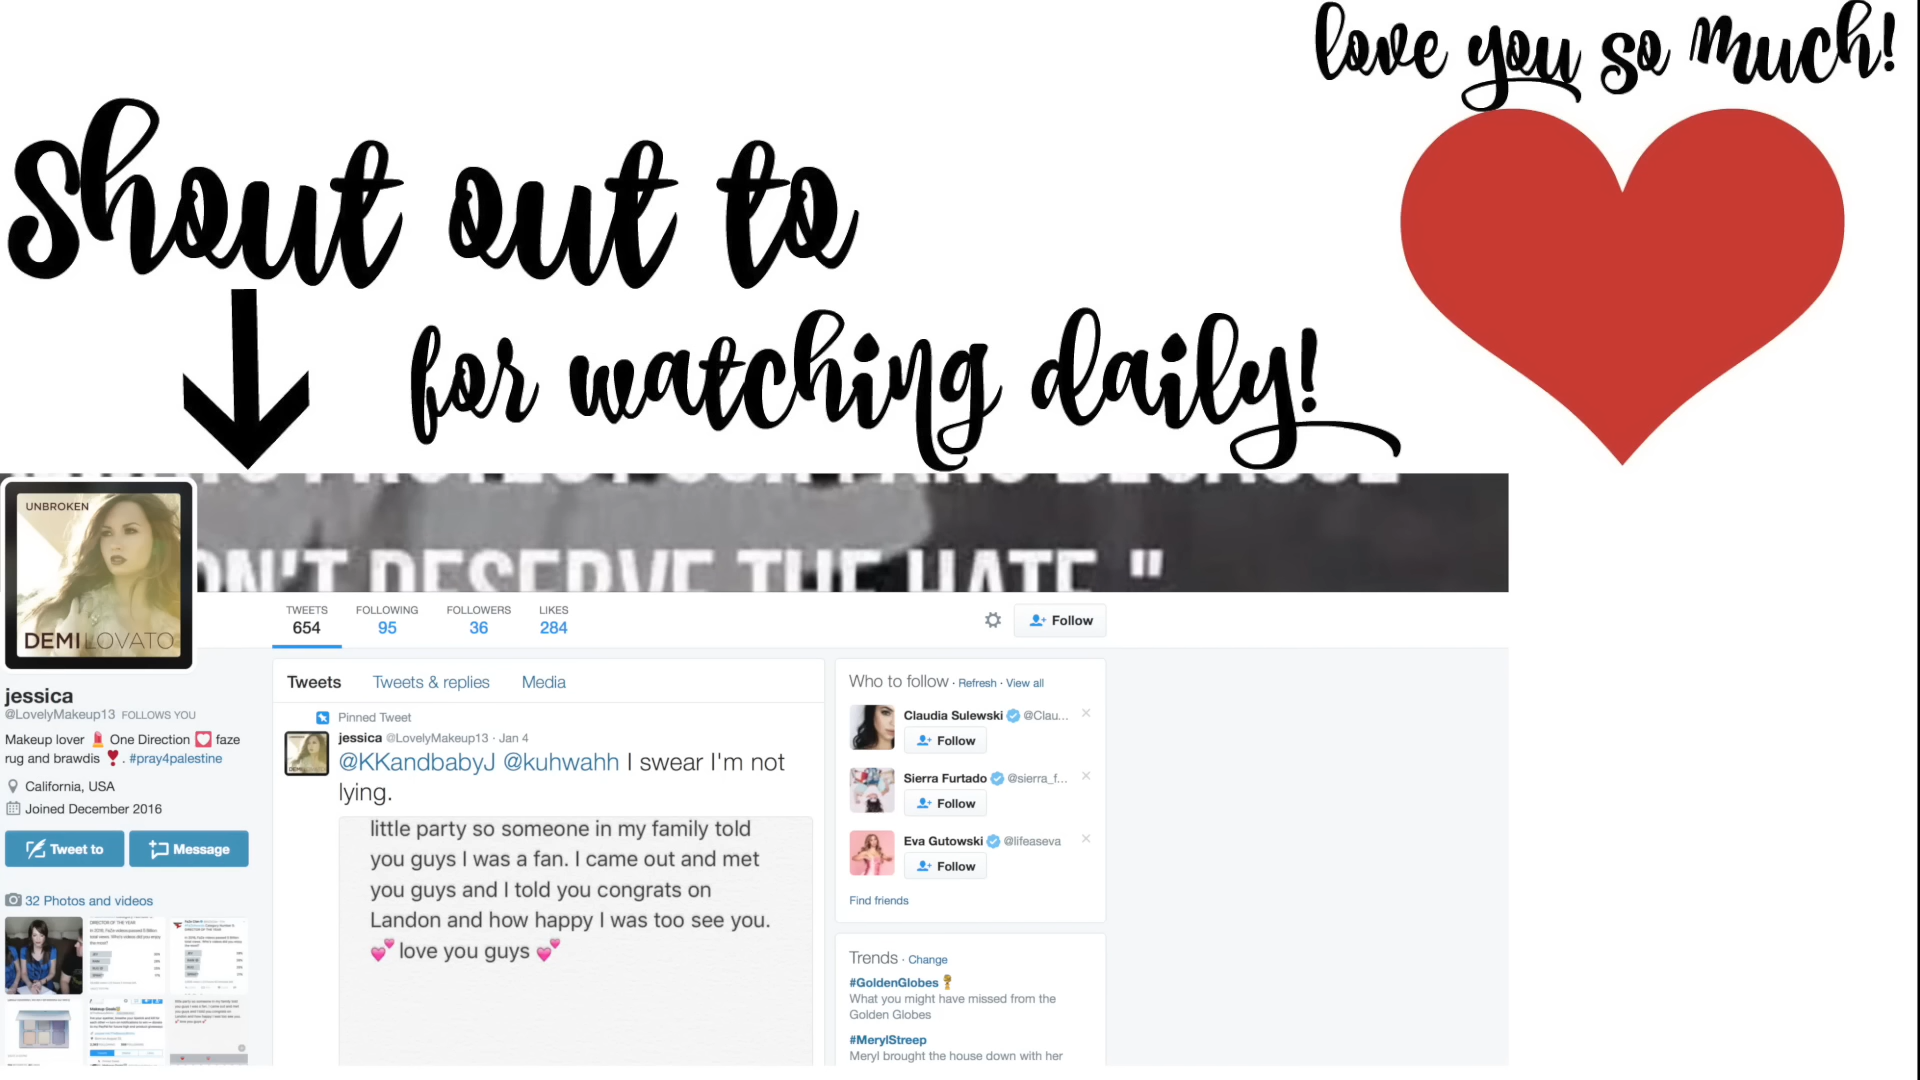 love you so much!
Shout out to
for watching daily!
UNBROKEN
DEMI LOVATO
N'T DESERVE THE HATE."
TWEETS
654
FOLLOWING
95
FOLLOWERS
36
LIKES
284
Follow
jessica
@LovelyMakeup13 FOLLOWS YOU
Makeup lover 💄 One Direction 💟 faze
rug and brawdis ❣️. #pray4palestine
California, USA
Joined December 2016
Tweet to
Message
32 Photos and videos
Tweets
Tweets & replies
Media
Pinned Tweet
jessica @LovelyMakeup13 · Jan 4
@KKandbabyJ @kuhwahh I swear I'm not
lying.
little party so someone in my family told
you guys I was a fan. I came out and met
you guys and I told you congrats on
Landon and how happy I was too see you.
💕 love you guys 💕
Who to follow · Refresh · View all
Claudia Sulewski @Clau...
Follow
Sierra Furtado @sierra_f...
Follow
Eva Gutowski @lifeaseva
Follow
Find friends
Trends · Change
#GoldenGlobes
What you might have missed from the
Golden Globes
#MerylStreep
Meryl brought the house down with her